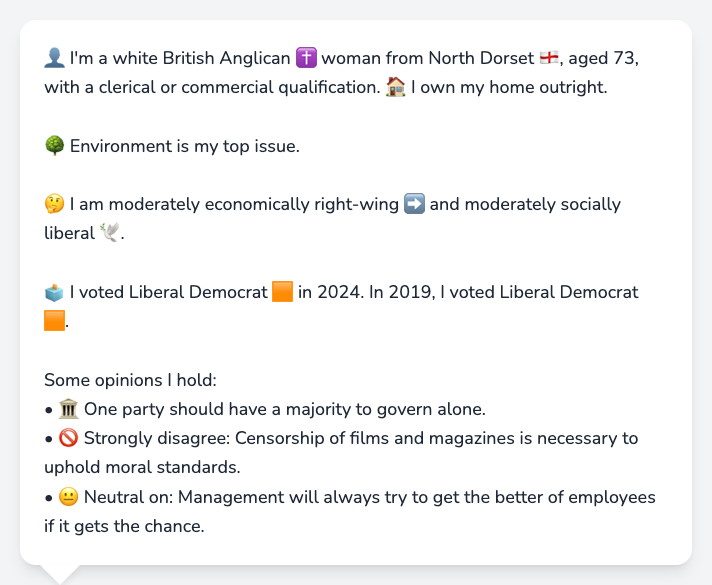 👤 I'm a white British Anglican ✝️ woman from North Dorset 🏴󠁧󠁢󠁥󠁮󠁧󠁿, aged 73,
with a clerical or commercial qualification. 🏠 I own my home outright.
🌳 Environment is my top issue.
🤔 I am moderately economically right-wing ➡️ and moderately socially
liberal 🕊️.
🗳️ I voted Liberal Democrat 🟧 in 2024. In 2019, I voted Liberal Democrat
🟧.
Some opinions I hold:
• 🏛️ One party should have a majority to govern alone.
• 🚫 Strongly disagree: Censorship of films and magazines is necessary to
uphold moral standards.
• 😐 Neutral on: Management will always try to get the better of employees
if it gets the chance.